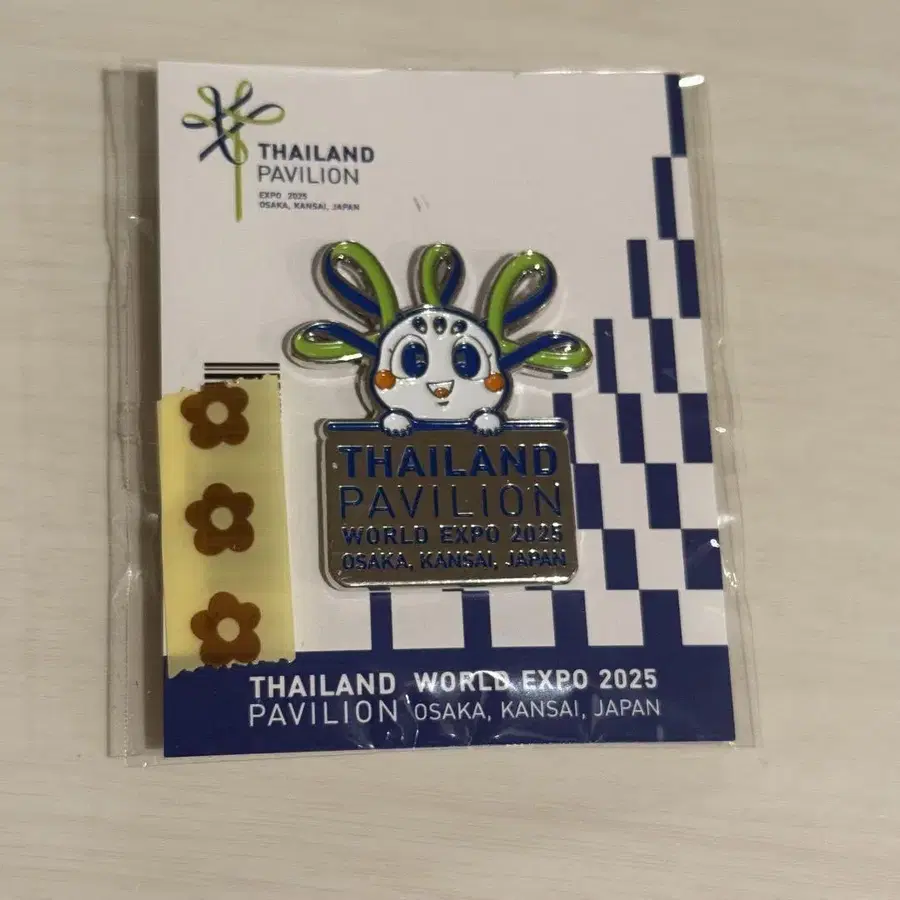 THAILAND
PAVILION
EXPO 2025
OSAKA, KANSAI, JAPAN
THAILAND
PAVILION
WORLD EXPO 2025
OSAKA, KANSAI, JAPAN
THAILAND WORLD EXPO 2025
PAVILION OSAKA, KANSAI, JAPAN